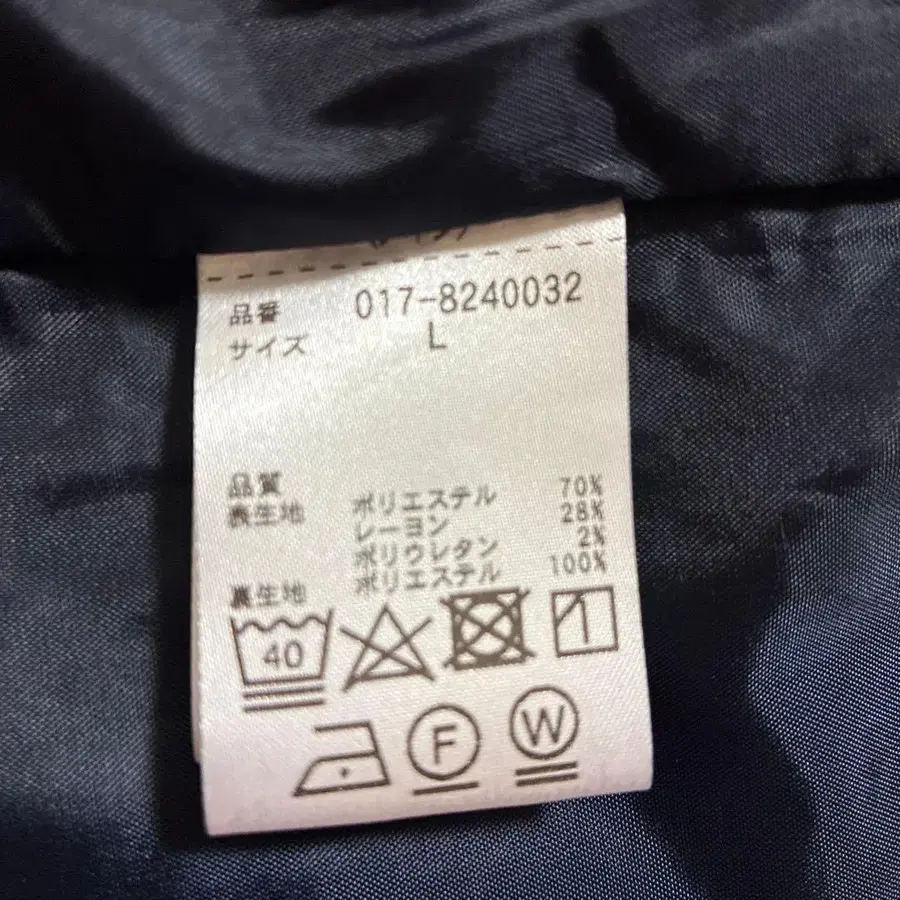 品番 017-8240032
サイズ L
品質
表生地 ポリエステル 70%
レーヨン 28%
ポリウレタン 2%
裏生地 ポリエステル 100%
40
F W